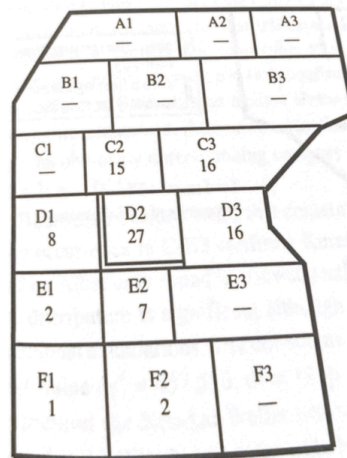 A1 A2 A3
— —
B1 B2 B3
—
C1 C2 C3
— 15 16
D1 D2 D3
8 27 16
E1 E2 E3
2 7 —
F1 F2 F3
1 2 —